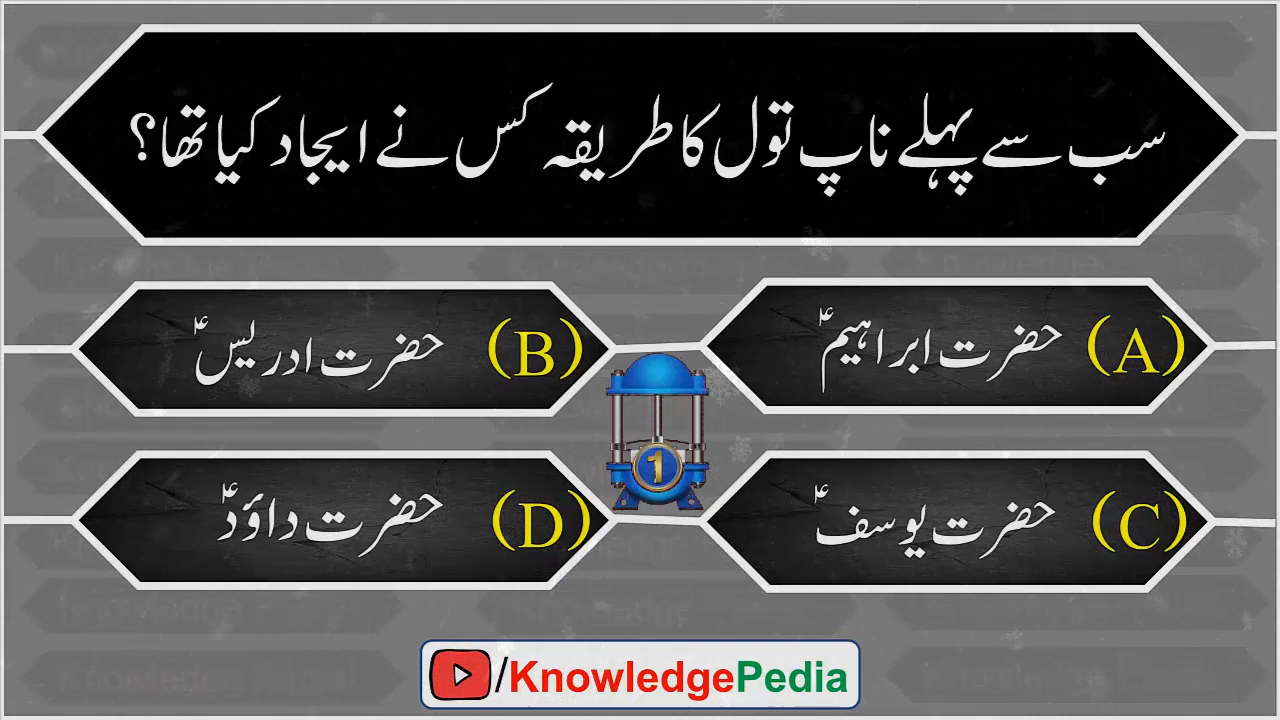 سب سے پہلے ناپ تول کا طریقہ کس نے ایجاد کیا تھا؟
(A) حضرت ابراہیمؑ
(B) حضرت ادریسؑ
(C) حضرت یوسفؑ
(D) حضرت داؤدؑ
1
/KnowledgePedia